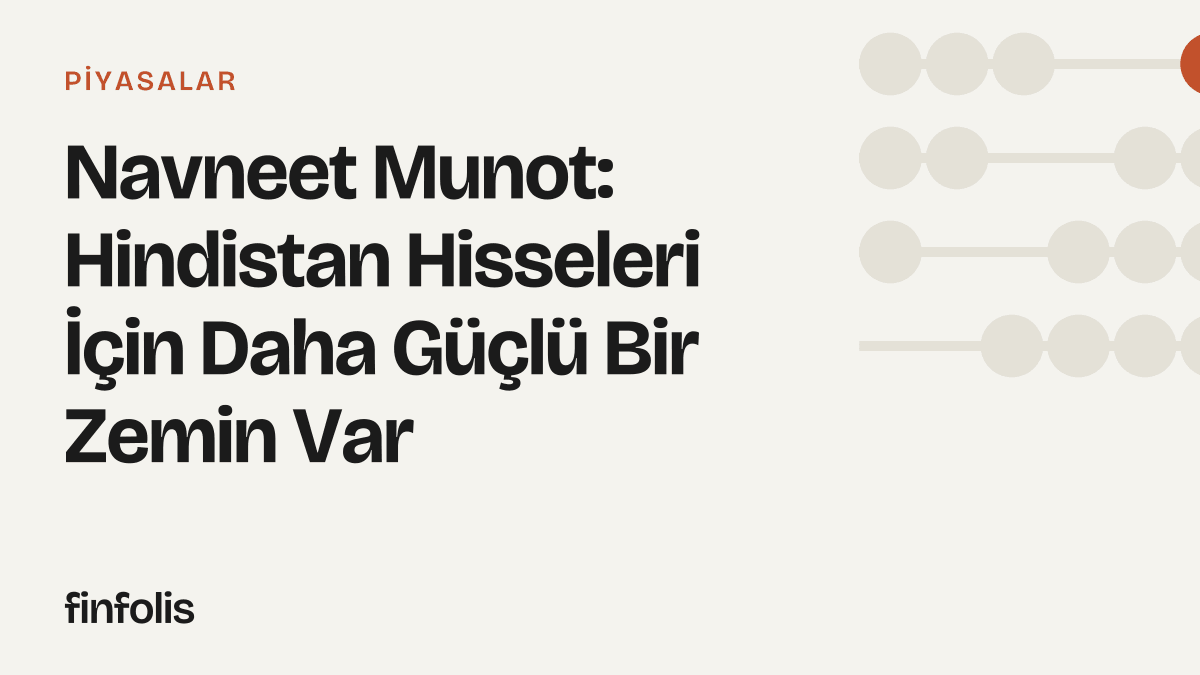 PİYASALAR
Navneet Munot:
Hindistan Hisseleri
İçin Daha Güçlü Bir
Zemin Var
finfolis